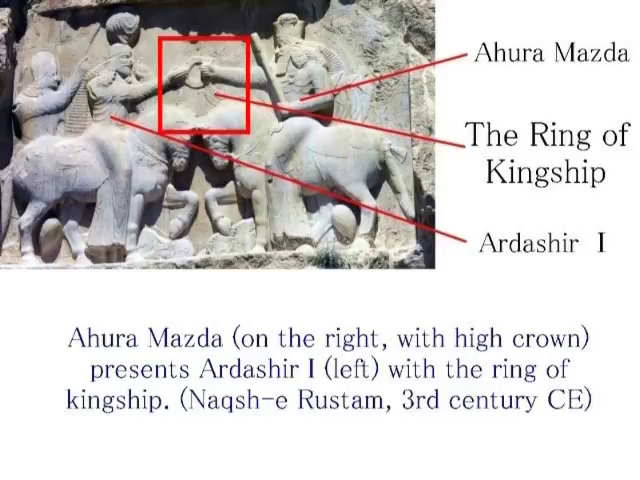 Ahura Mazda
The Ring of
Kingship
Ardashir I
Ahura Mazda (on the right, with high crown)
presents Ardashir I (left) with the ring of
kingship. (Naqsh-e Rustam, 3rd century CE)